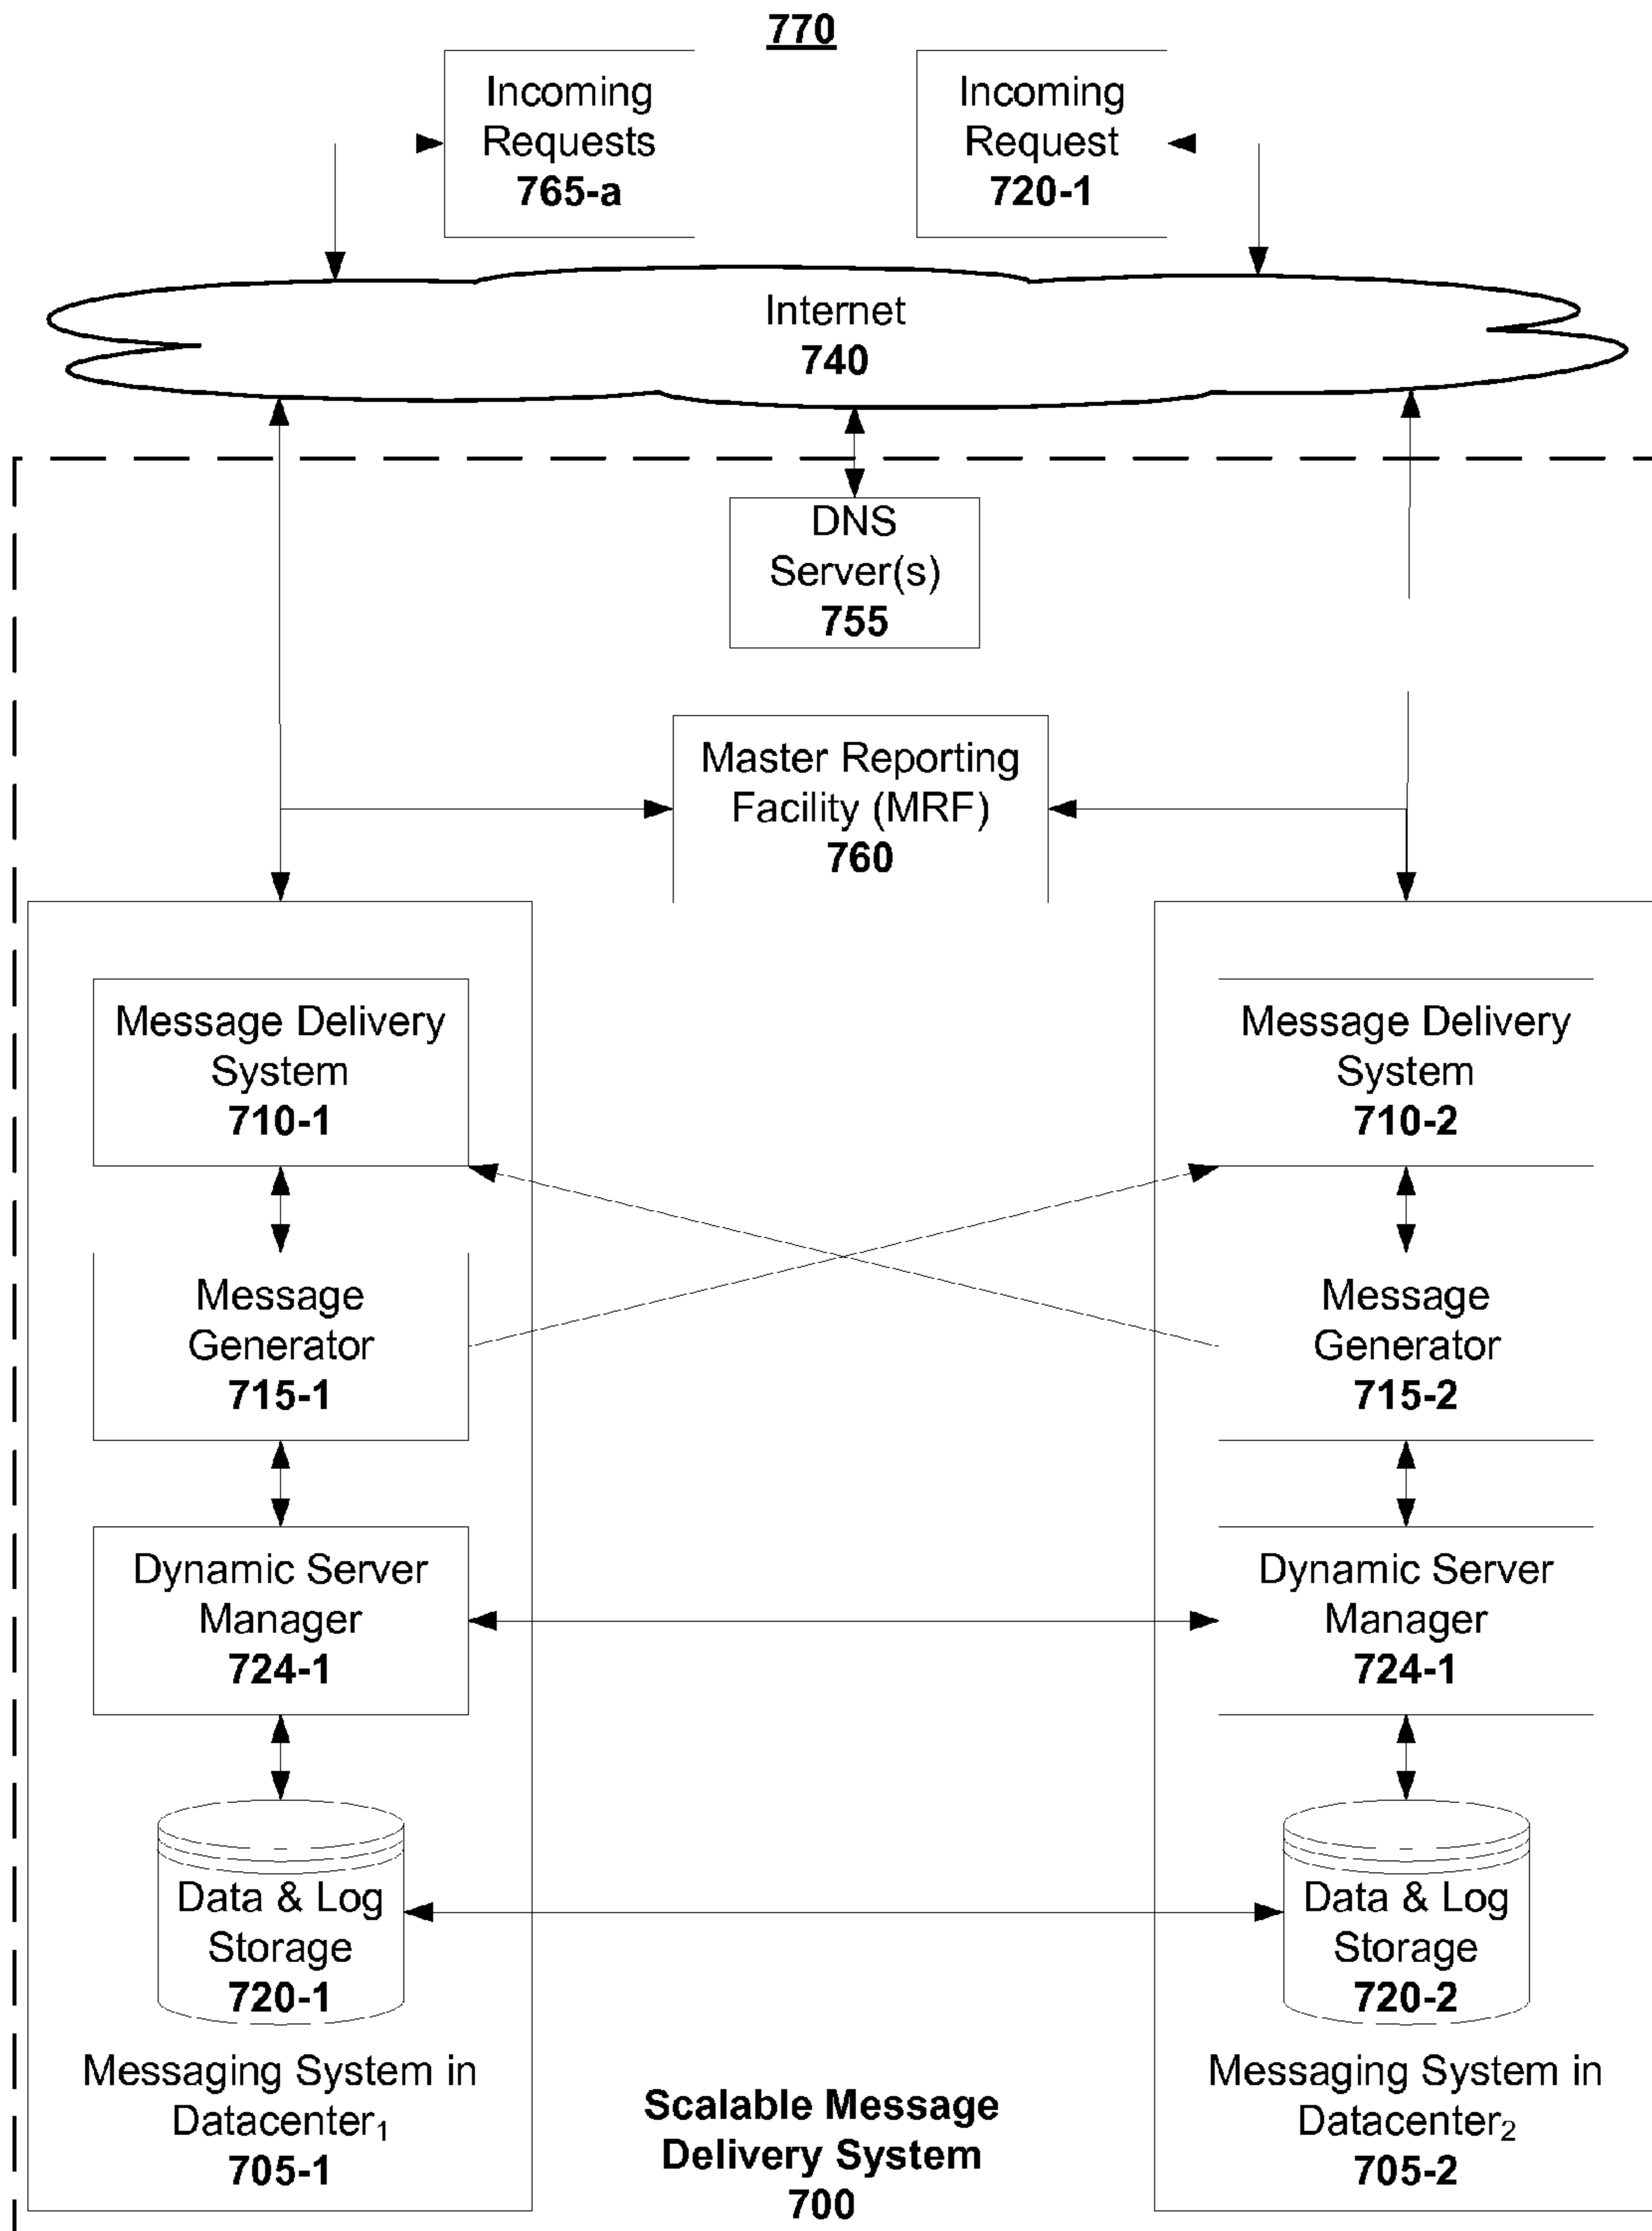 770
Incoming
Requests
765-a
Incoming
Request
720-1
Internet
740
DNS
Server(s)
755
Master Reporting
Facility (MRF)
760
Message Delivery
System
710-1
Message Delivery
System
710-2
Message
Generator
715-1
Message
Generator
715-2
Dynamic Server
Manager
724-1
Dynamic Server
Manager
724-1
Data & Log
Storage
720-1
Data & Log
Storage
720-2
Messaging System in
Datacenter₁
705-1
Scalable Message
Delivery System
700
Messaging System in
Datacenter₂
705-2